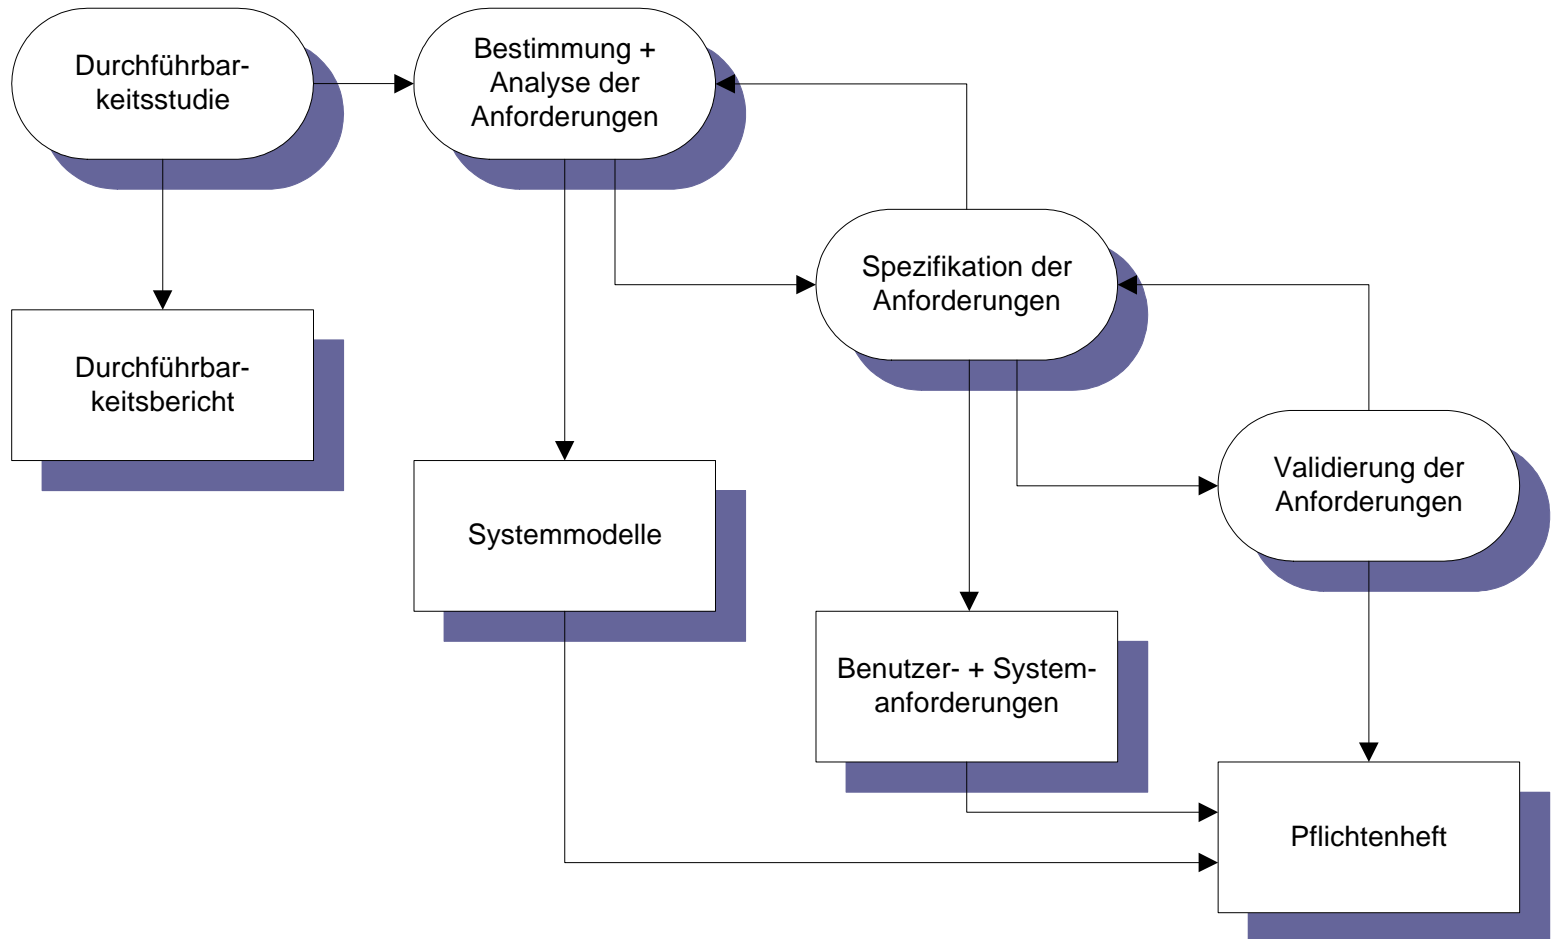 Durchführbar-
keitsstudie
Bestimmung +
Analyse der
Anforderungen
Spezifikation der
Anforderungen
Durchführbar-
keitsbericht
Validierung der
Anforderungen
Systemmodelle
Benutzer- + System-
anforderungen
Pflichtenheft